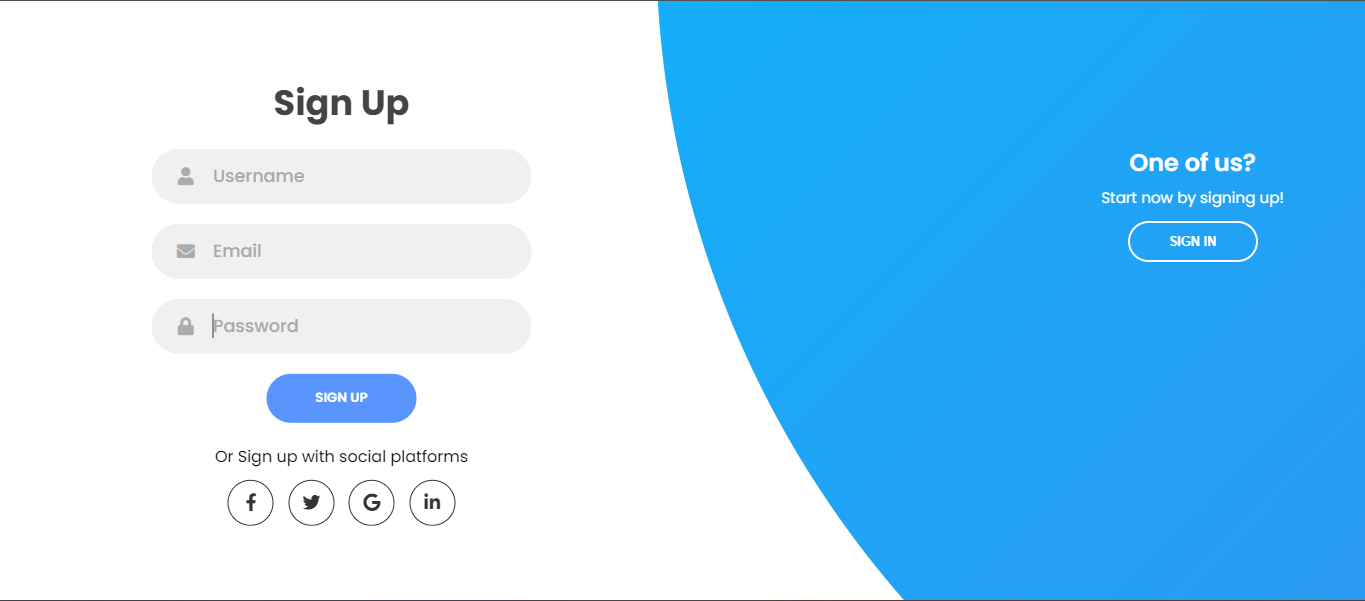 Sign Up
Username
Email
Password
SIGN UP
Or Sign up with social platforms
One of us?
Start now by signing up!
SIGN IN